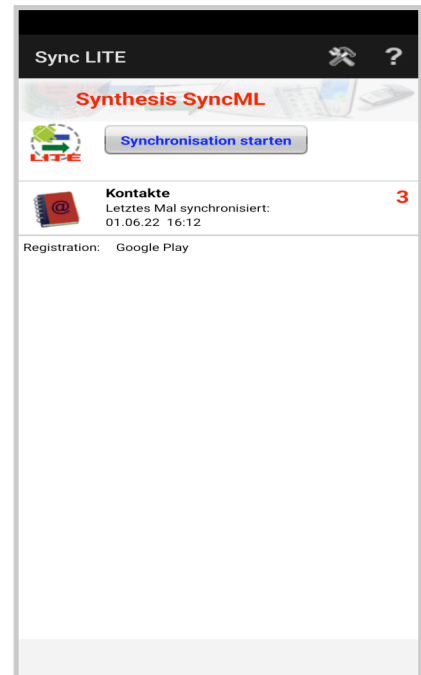 Sync LITE ?
Synthesis SyncML
Synchronisation starten
LITE
Kontakte 3
@
Letztes Mal synchronisiert:
01.06.22 16:12
Registration: Google Play